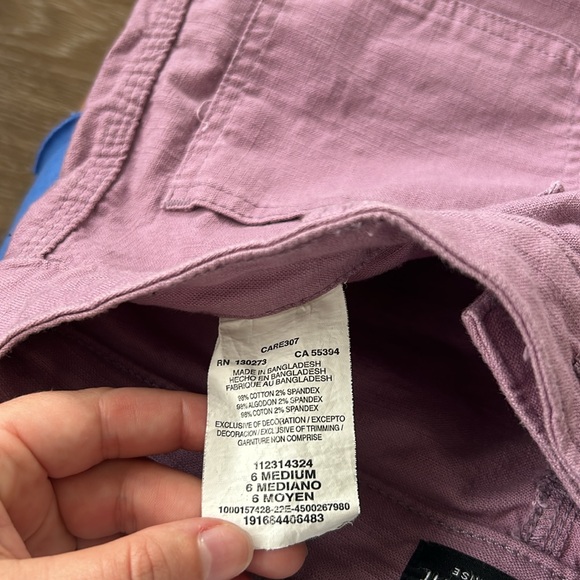 CARE307
RN 130273 CA 55394
MADE IN BANGLADESH
HECHO EN BANGLADESH
FABRIQUE AU BANGLADESH
98% COTTON 2% SPANDEX
98% ALGODON 2% SPANDEX
98% COTON 2% SPANDEX
EXCLUSIVE OF DECORATION / EXCEPTO
DECORACION / EXCLUSIVE OF TRIMMING /
GARNITURE NON COMPRISE
112314324
6 MEDIUM
6 MEDIANO
6 MOYEN
1000157428-22E-4500267980
191684406483